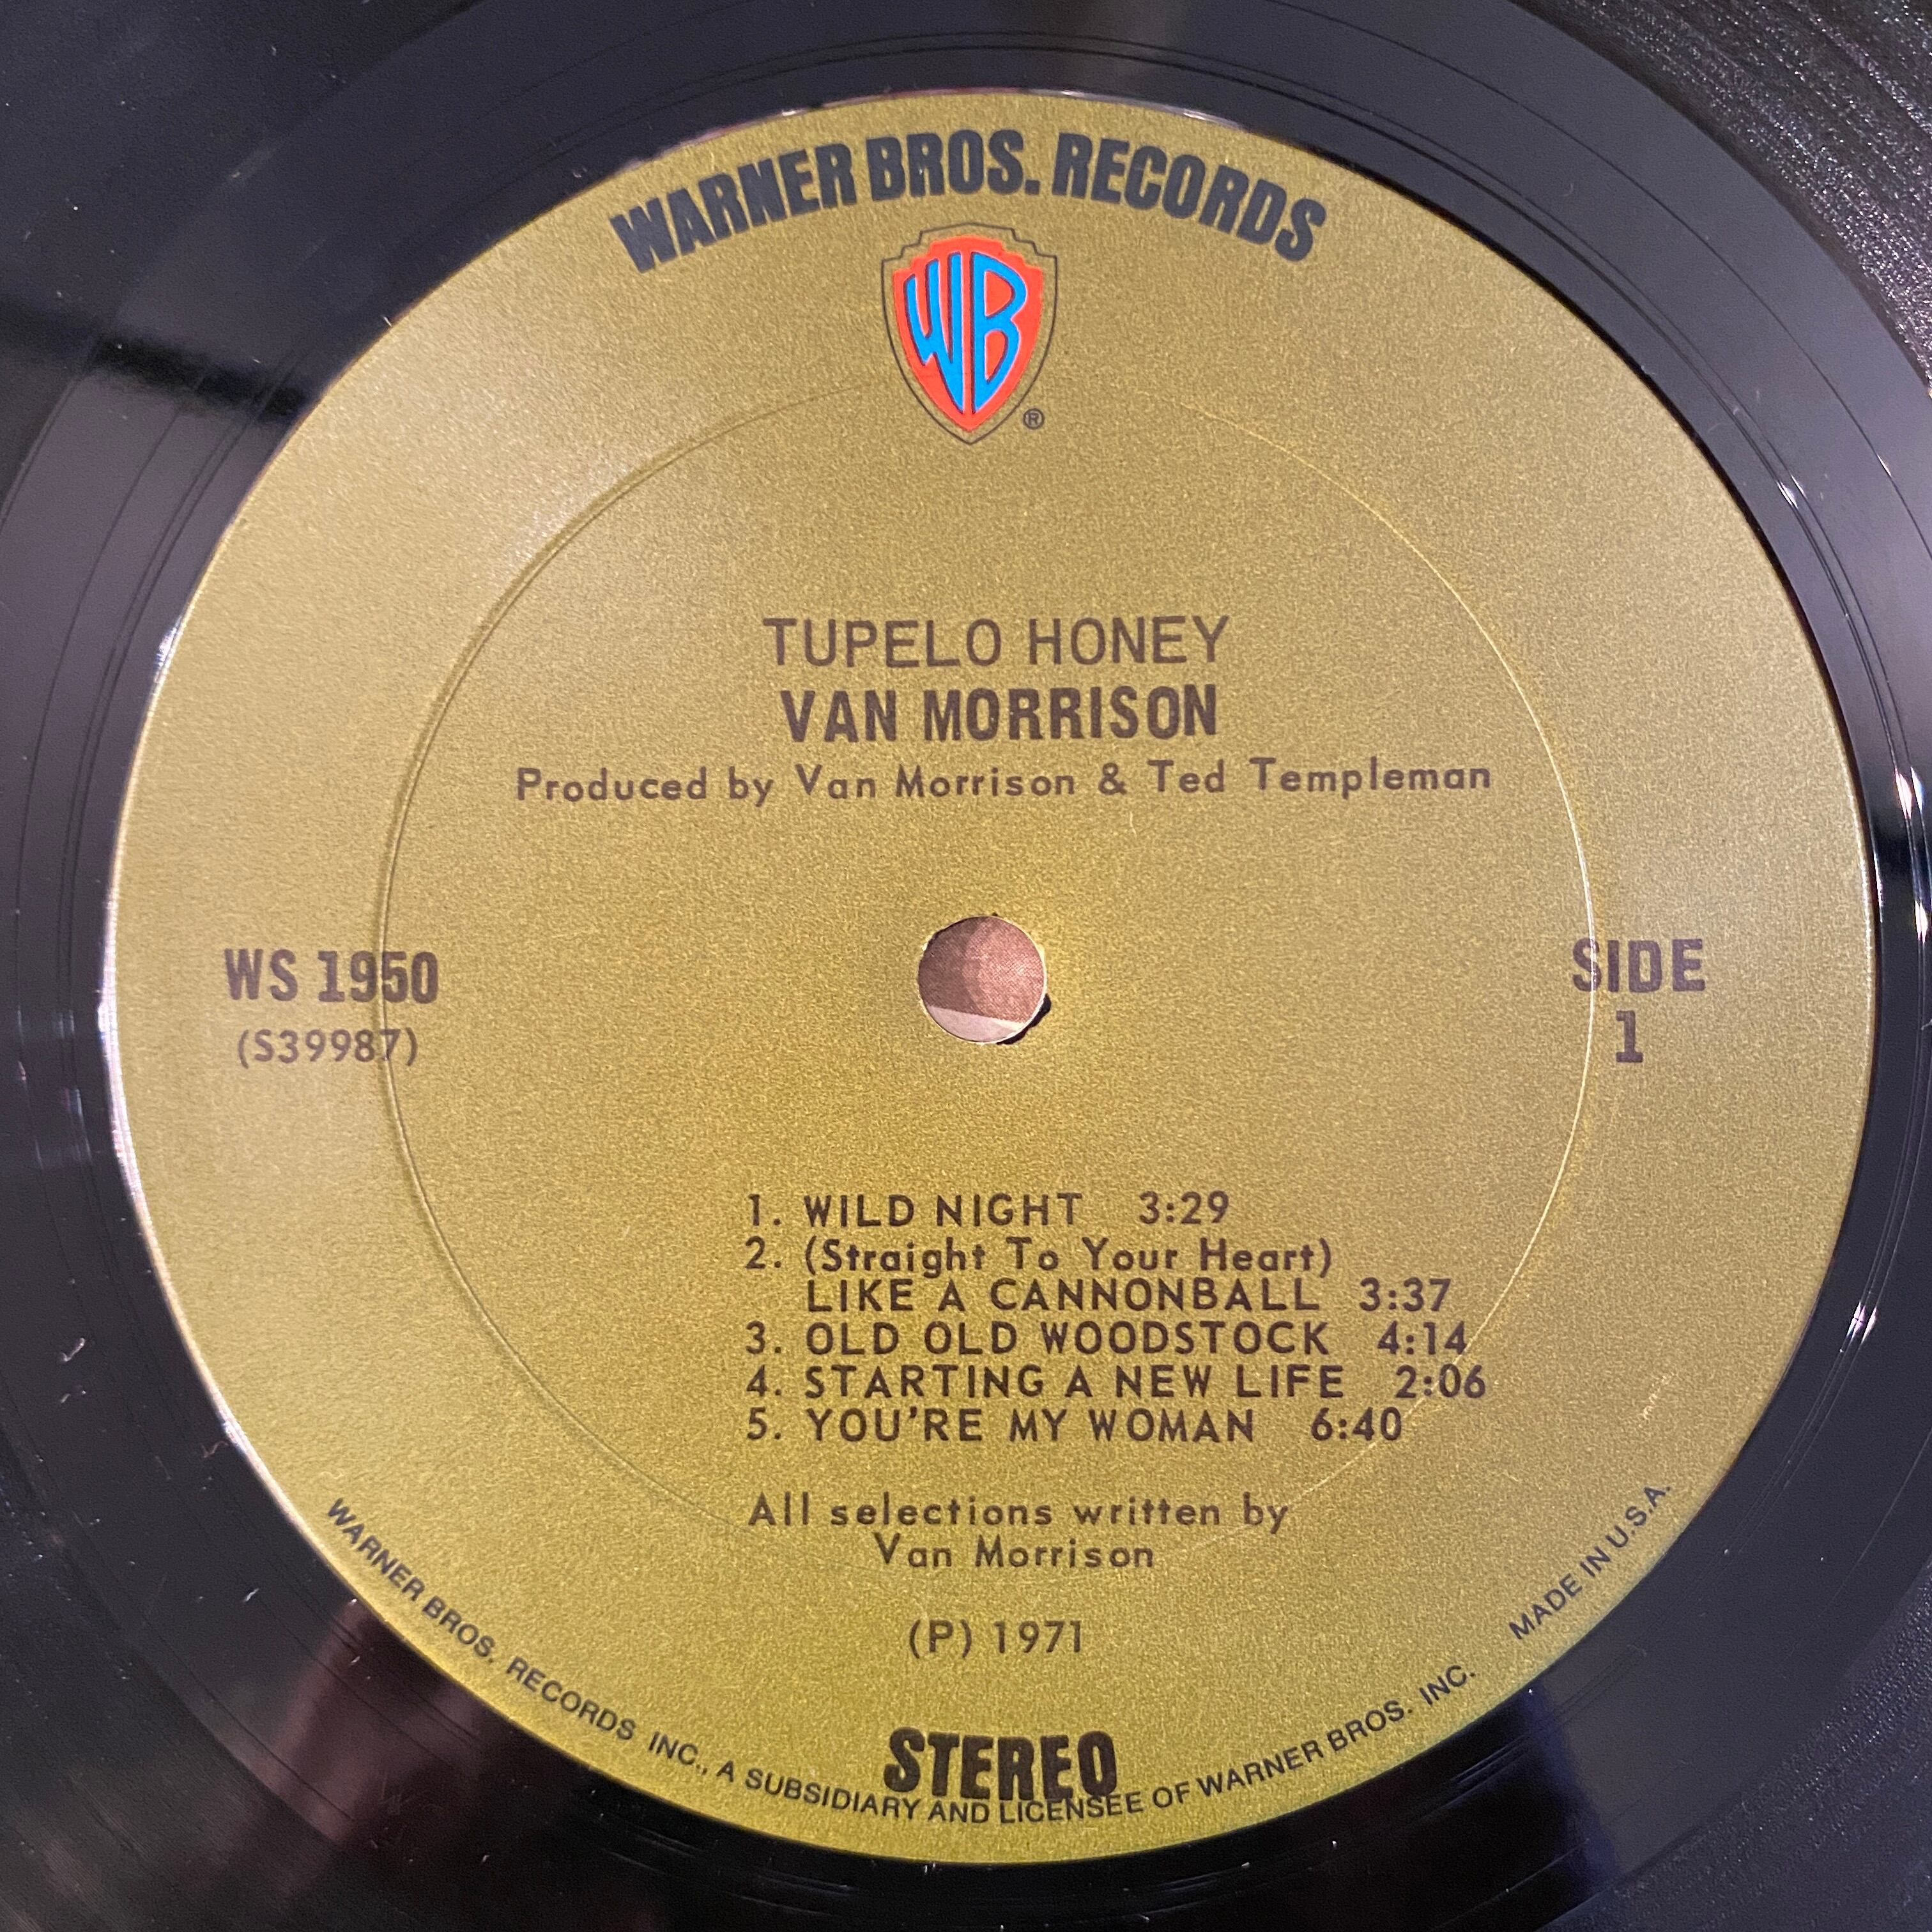 WARNER BROS. RECORDS
WB
®
TUPELO HONEY
VAN MORRISON
Produced by Van Morrison & Ted Templeman
WS 1950
(S39987)
SIDE
1
1. WILD NIGHT 3:29
2. (Straight To Your Heart)
LIKE A CANNONBALL 3:37
3. OLD OLD WOODSTOCK 4:14
4. STARTING A NEW LIFE 2:06
5. YOU'RE MY WOMAN 6:40
All selections written by
Van Morrison
(P) 1971
STEREO
WARNER BROS. RECORDS INC., A SUBSIDIARY AND LICENSEE OF WARNER BROS. INC. MADE IN U.S.A.